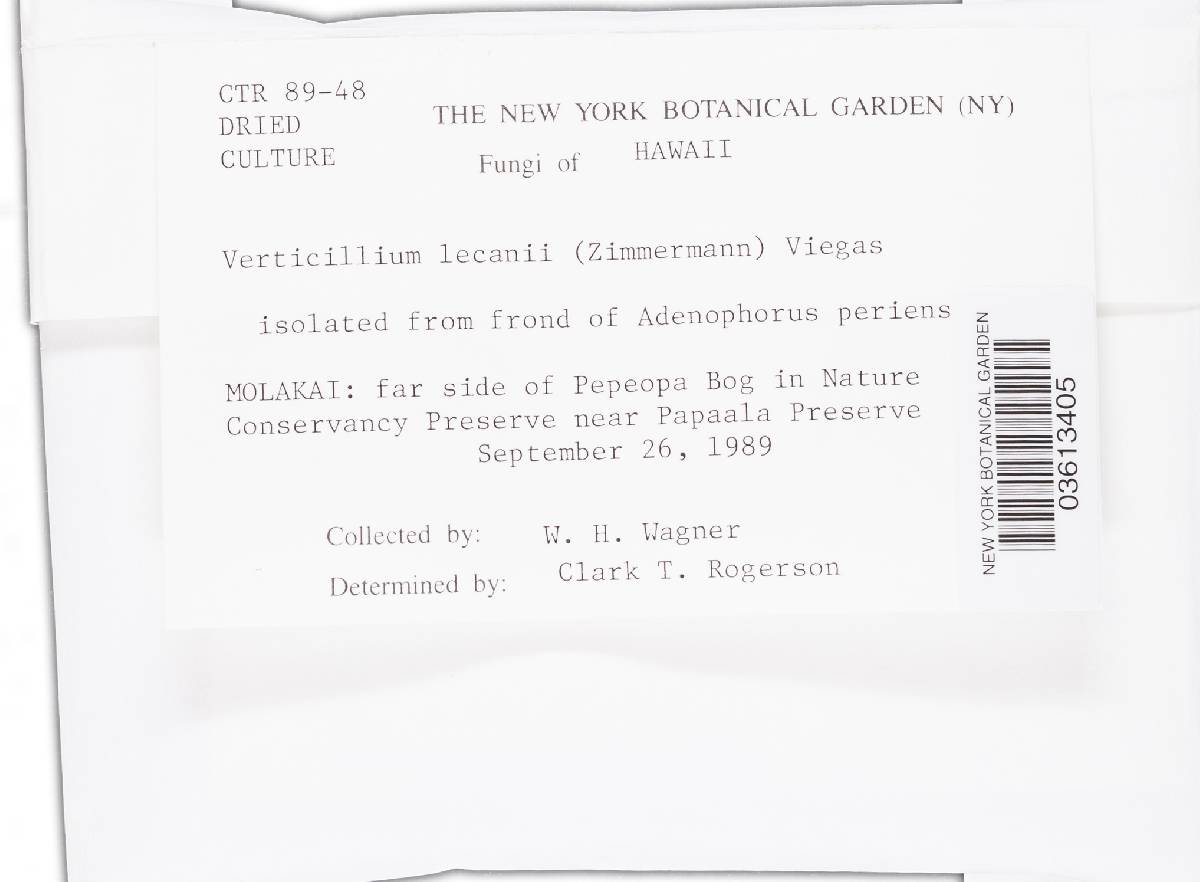 CTR 89-48
DRIED
CULTURE
THE NEW YORK BOTANICAL GARDEN (NY)
Fungi of HAWAII
Verticillium lecanii (Zimmermann) Viegas
isolated from frond of Adenophorus periens
MOLAKAI: far side of Pepeopa Bog in Nature
Conservancy Preserve near Papaala Preserve
September 26, 1989
Collected by: W. H. Wagner
Determined by: Clark T. Rogerson
NEW YORK BOTANICAL GARDEN
03613405